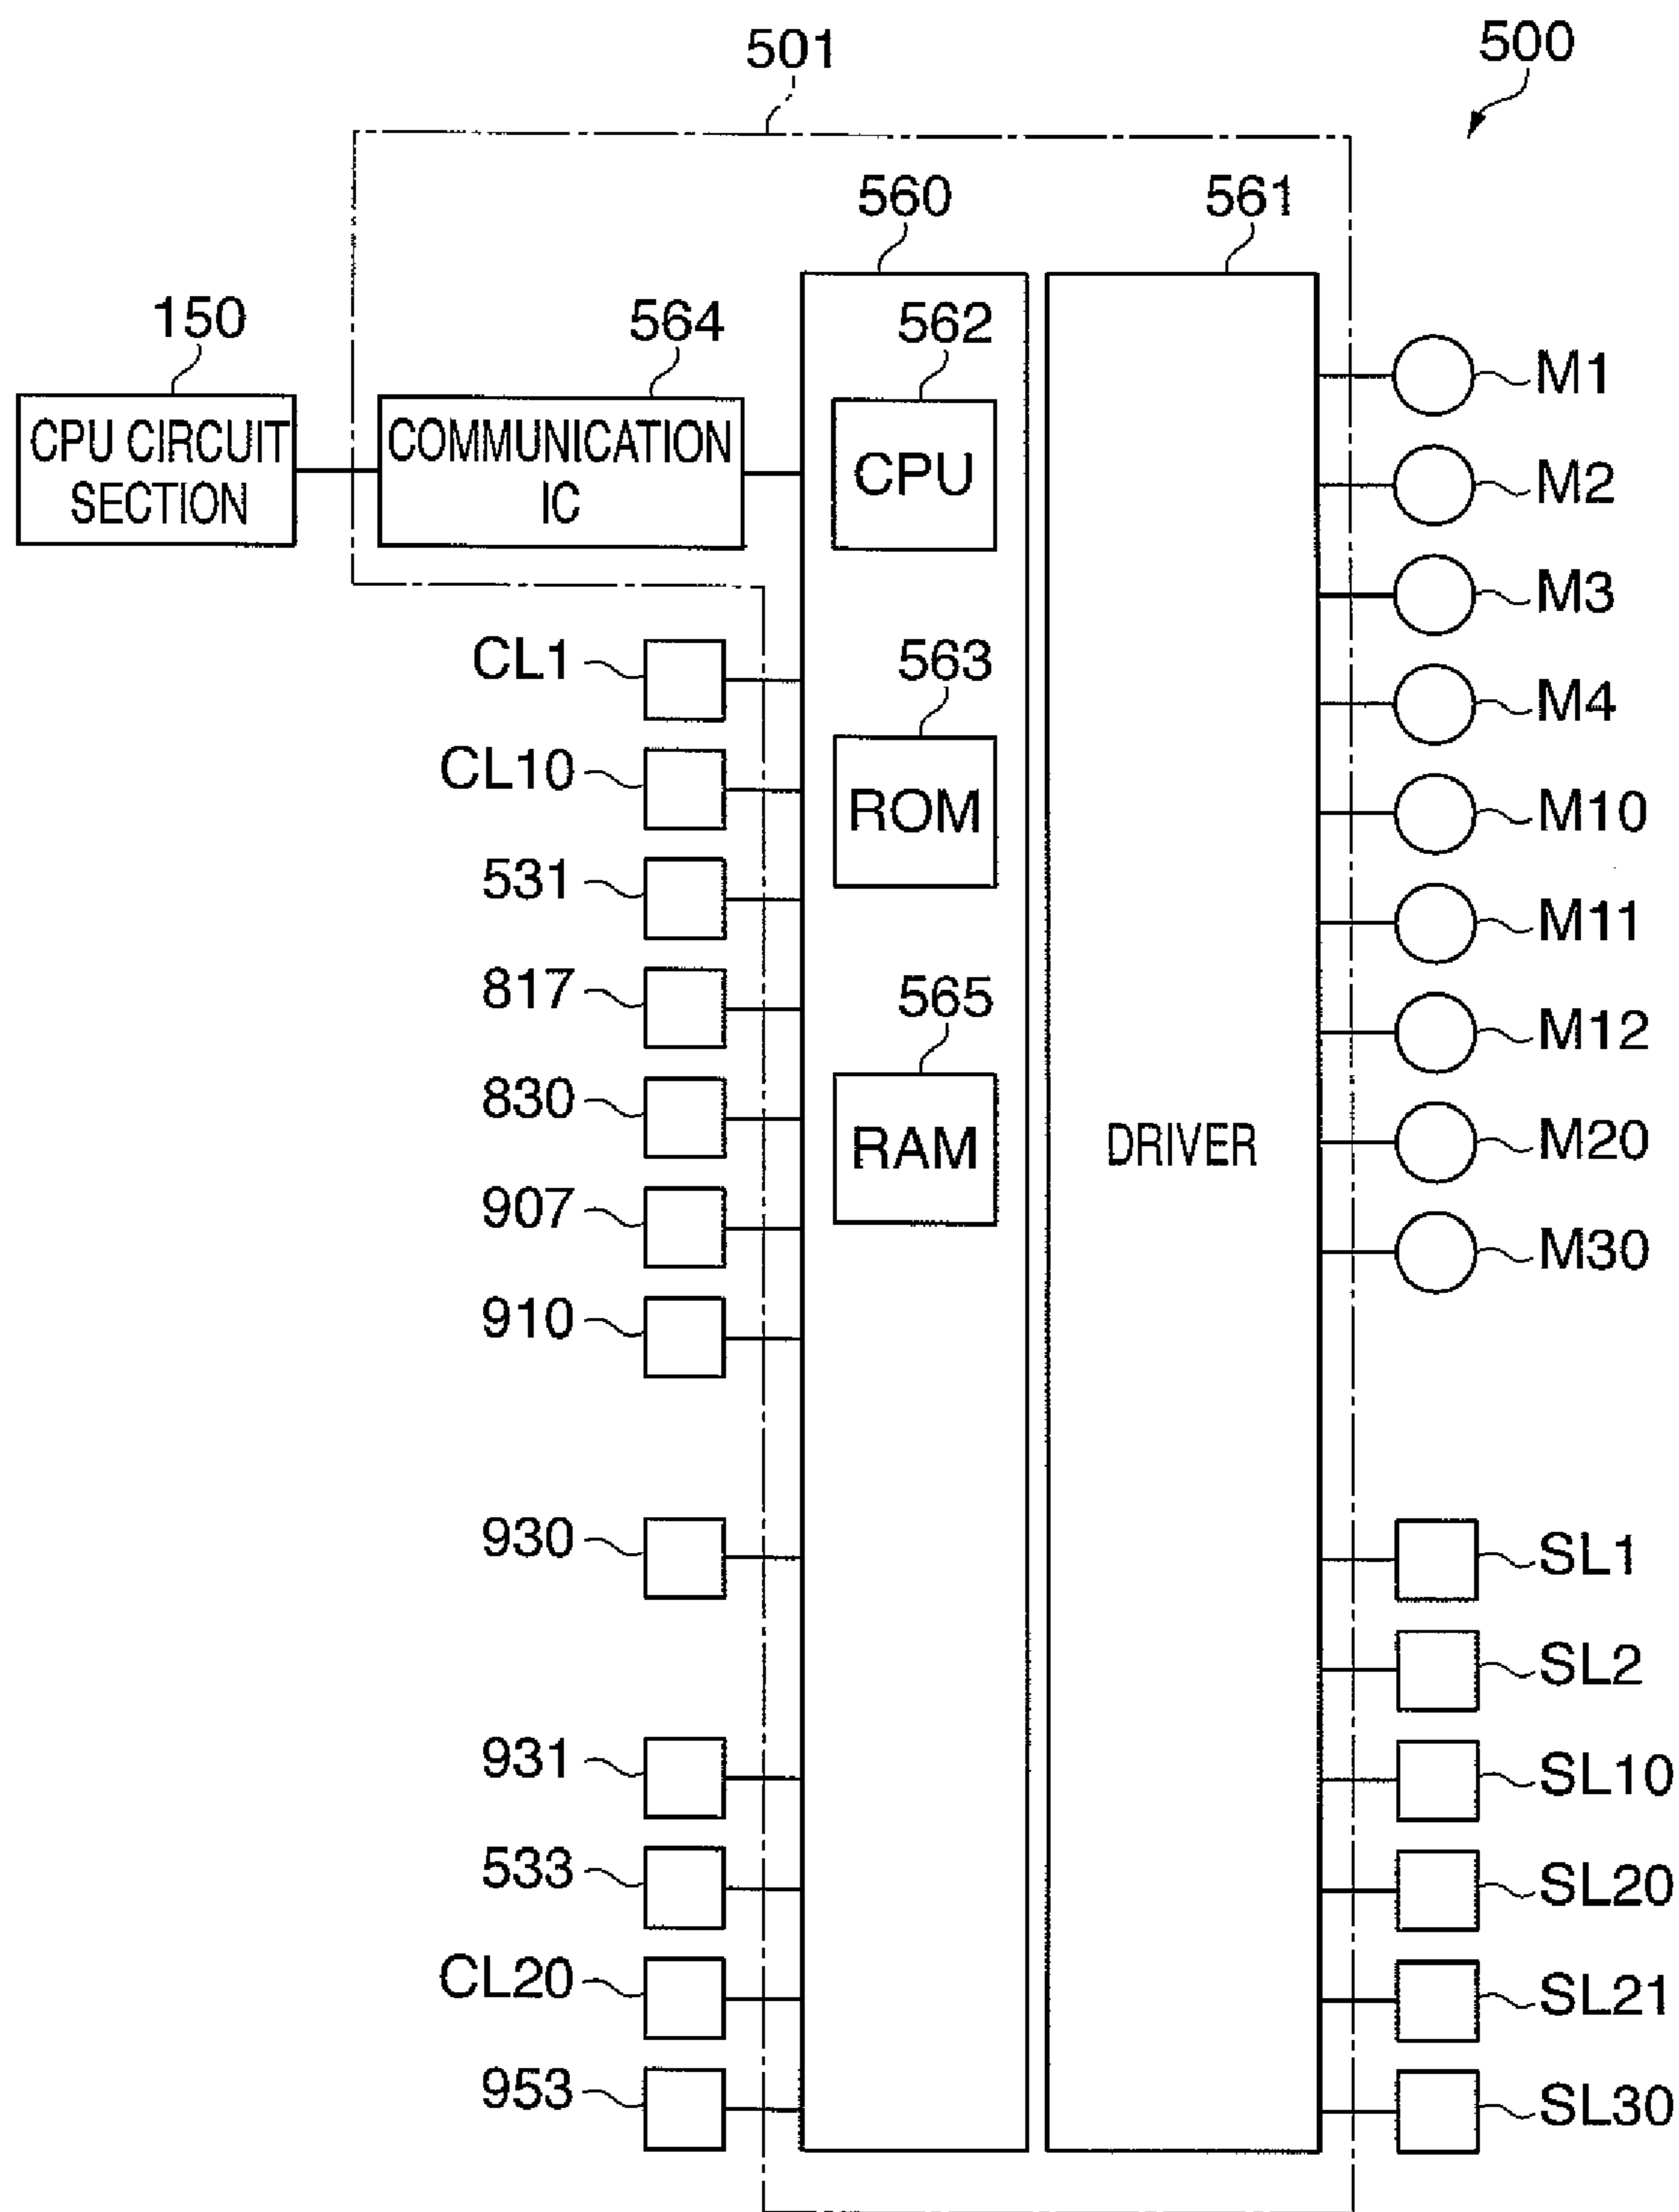 501
500
560
561
150
564
562
CPU CIRCUIT
SECTION
COMMUNICATION
IC
CPU
M1
M2
M3
M4
M10
M11
M12
M20
M30
CL1
CL10
531
817
830
907
910
930
931
533
CL20
953
563
ROM
565
RAM
DRIVER
SL1
SL2
SL10
SL20
SL21
SL30